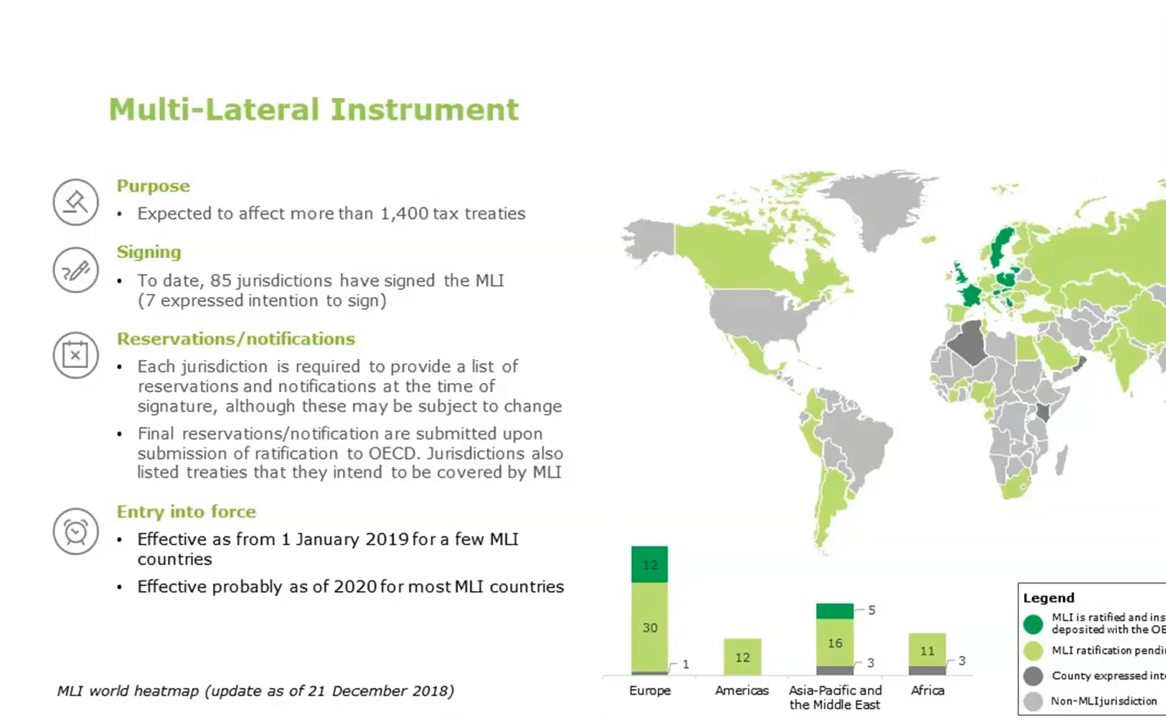 Multi-Lateral Instrument
Purpose
• Expected to affect more than 1,400 tax treaties
Signing
• To date, 85 jurisdictions have signed the MLI
(7 expressed intention to sign)
Reservations/notifications
• Each jurisdiction is required to provide a list of
reservations and notifications at the time of
signature, although these may be subject to change
• Final reservations/notification are submitted upon
submission of ratification to OECD. Jurisdictions also
listed treaties that they intend to be covered by MLI
Entry into force
• Effective as from 1 January 2019 for a few MLI
countries
• Effective probably as of 2020 for most MLI countries
MLI world heatmap (update as of 21 December 2018)
12
30
1
Europe
12
Americas
5
16
3
Asia-Pacific and
the Middle East
11
3
Africa
Legend
MLI is ratified and
deposited with the
MLI ratification
County expressed
Non-MLI jurisdiction